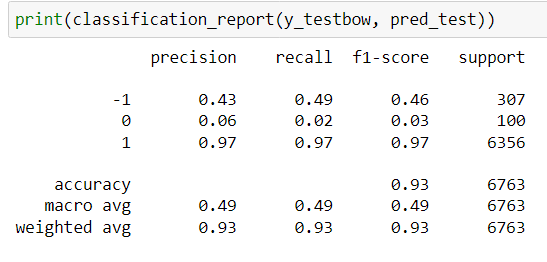 print(classification_report(y_testbow, pred_test))
precision recall f1-score support
-1 0.43 0.49 0.46 307
0 0.06 0.02 0.03 100
1 0.97 0.97 0.97 6356
accuracy 0.93 6763
macro avg 0.49 0.49 0.49 6763
weighted avg 0.93 0.93 0.93 6763